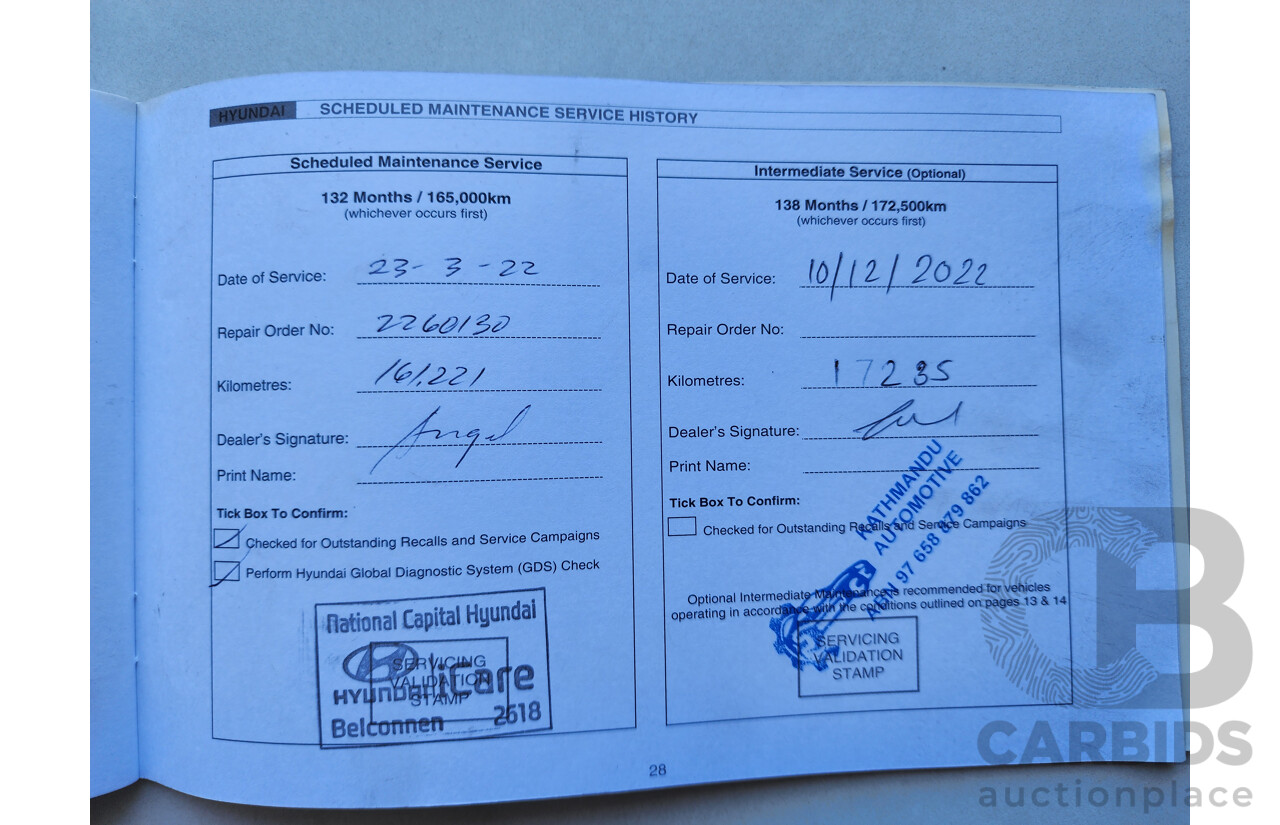 HYUNDAI SCHEDULED MAINTENANCE SERVICE HISTORY
Scheduled Maintenance Service
132 Months / 165,000km
(whichever occurs first)
Date of Service: 23-3-22
Repair Order No: 2260130
Kilometres: 161,221
Dealer's Signature: Angel
Print Name:
Tick Box To Confirm:
Checked for Outstanding Recalls and Service Campaigns
Perform Hyundai Global Diagnostic System (GDS) Check
National Capital Hyundai
HYUNDAI iCare
Belconnen 2618
SERVICING
VALIDATION
STAMP
Intermediate Service (Optional)
138 Months / 172,500km
(whichever occurs first)
Date of Service: 10/12/2022
Repair Order No:
Kilometres: 17235
Dealer's Signature:
Print Name:
Tick Box To Confirm:
Checked for Outstanding Recalls and Service Campaigns
KATHMANDU
AUTOMOTIVE
ABN 97 658 879 862
Optional Intermediate Maintenance is recommended for vehicles
operating in accordance with the conditions outlined on pages 13 & 14
SERVICING
VALIDATION
STAMP
28
CB
CARBIDS
auctionplace